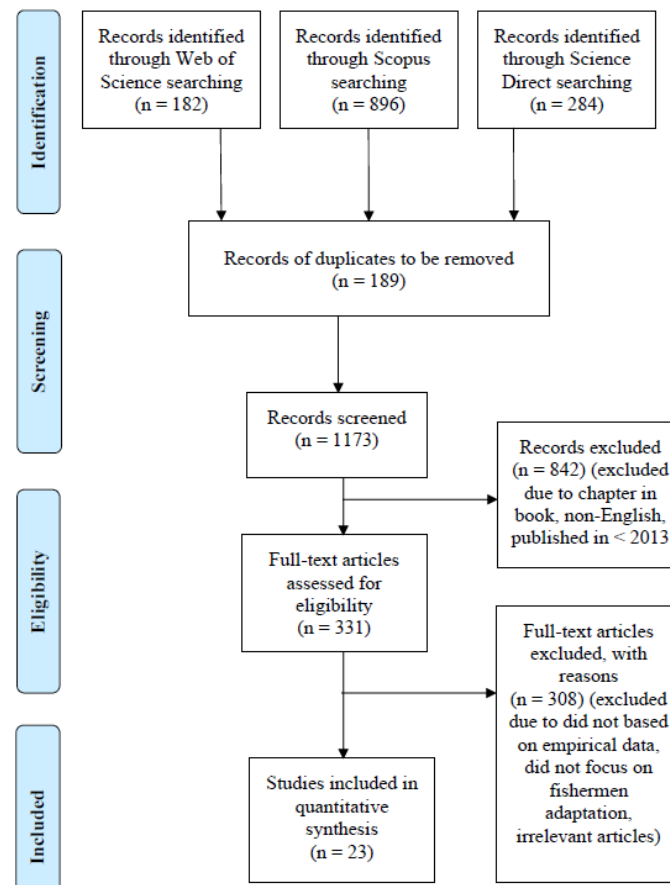 Identification
Records identified
through Web of
Science searching
(n = 182)
Records identified
through Scopus
searching
(n = 896)
Records identified
through Science
Direct searching
(n = 284)
Records of duplicates to be removed
(n = 189)
Screening
Records screened
(n = 1173)
Records excluded
(n = 842) (excluded
due to chapter in
book, non-English,
published in < 2013
Eligibility
Full-text articles
assessed for
eligibility
(n = 331)
Full-text articles
excluded, with
reasons
(n = 308) (excluded
due to did not based
on empirical data,
did not focus on
fishermen
adaptation,
irrelevant articles)
Included
Studies included in
quantitative
synthesis
(n = 23)